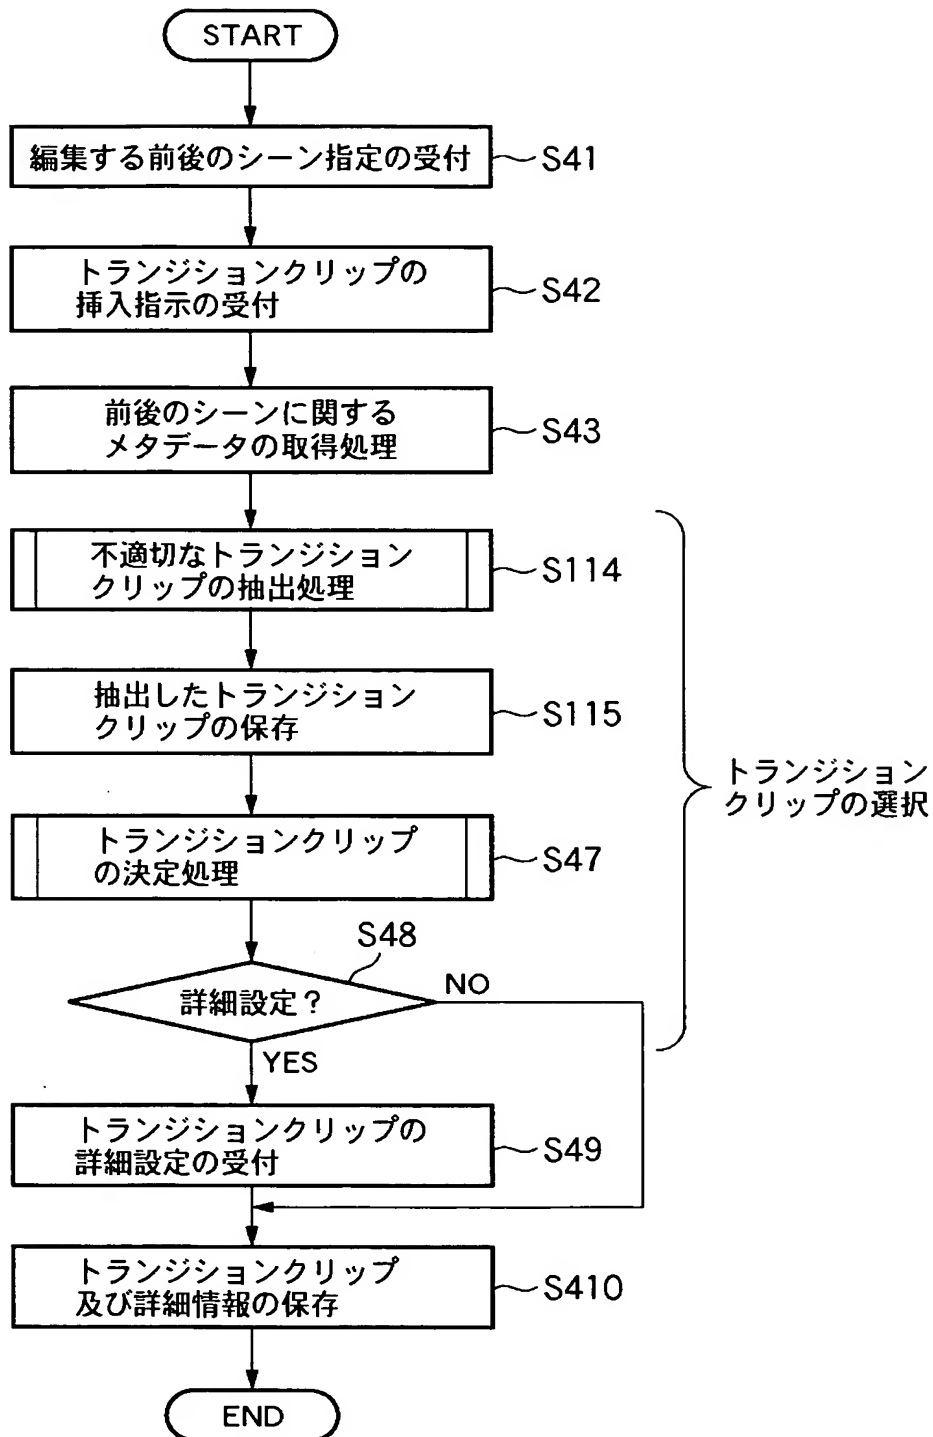 START
編集する前後のシーン指定の受付
S41
トランジションクリップの
挿入指示の受付
S42
前後のシーンに関する
メタデータの取得処理
S43
不適切なトランジション
クリップの抽出処理
S114
抽出したトランジション
クリップの保存
S115
トランジションクリップ
の決定処理
S47
トランジション
クリップの選択
S48
詳細設定？
NO
YES
トランジションクリップの
詳細設定の受付
S49
トランジションクリップ
及び詳細情報の保存
S410
END